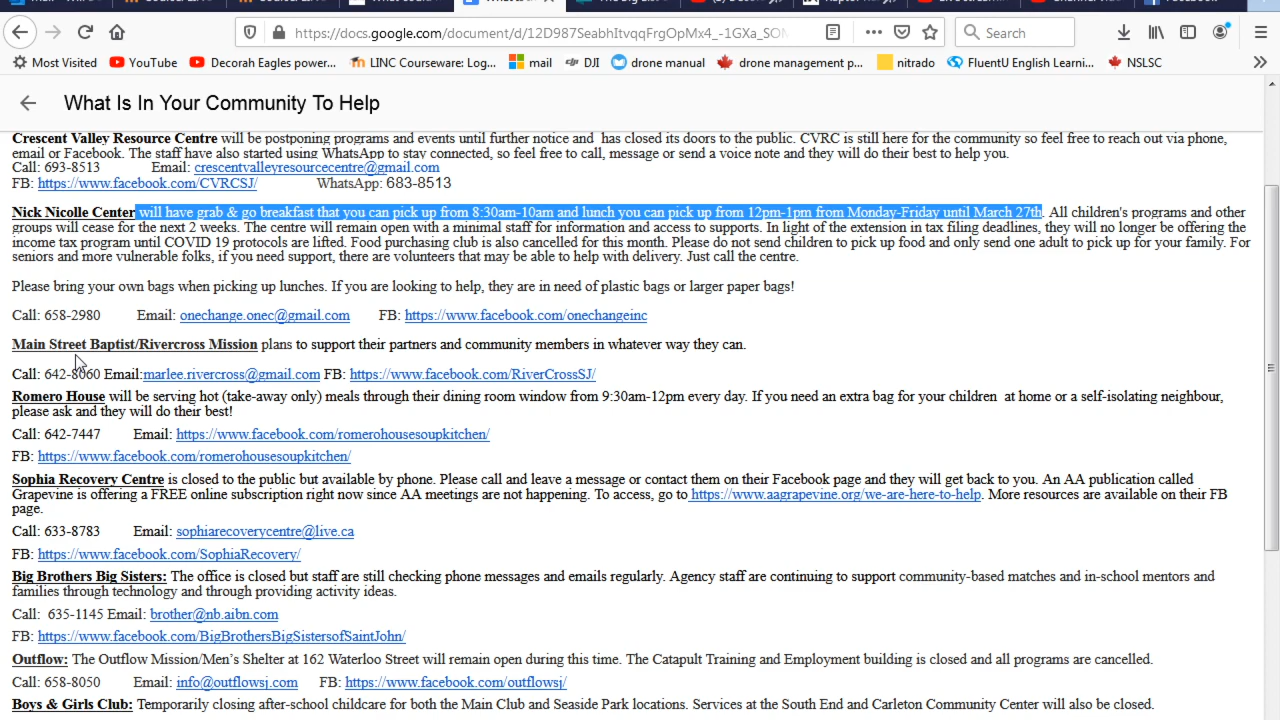 https://docs.google.com/document/d/12D987SeabhItvqqFrgOpMx4_-1GXa_SON
Search
Most Visited YouTube Decorah Eagles power... LINC Courseware: Log... mail DJI drone manual drone management p... nitrado FluentU English Learni... NSLSC
What Is In Your Community To Help
Crescent Valley Resource Centre will be postponing programs and events until further notice and has closed its doors to the public. CVRC is still here for the community so feel free to reach out via phone,
email or Facebook. The staff have also started using WhatsApp to stay connected, so feel free to call, message or send a voice note and they will do their best to help you.
Call: 693-8513 Email: crescentvalleyresourcecentre@gmail.com
FB: https://www.facebook.com/CVRCSJ/ WhatsApp: 683-8513
Nick Nicolle Center will have grab & go breakfast that you can pick up from 8:30am-10am and lunch you can pick up from 12pm-1pm from Monday-Friday until March 27th. All children's programs and other
groups will cease for the next 2 weeks. The centre will remain open with a minimal staff for information and access to supports. In light of the extension in tax filing deadlines, they will no longer be offering the
income tax program until COVID 19 protocols are lifted. Food purchasing club is also cancelled for this month. Please do not send children to pick up food and only send one adult to pick up for your family. For
seniors and more vulnerable folks, if you need support, there are volunteers that may be able to help with delivery. Just call the centre.
Please bring your own bags when picking up lunches. If you are looking to help, they are in need of plastic bags or larger paper bags!
Call: 658-2980 Email: onechange.onec@gmail.com FB: https://www.facebook.com/onechangeinc
Main Street Baptist/Rivercross Mission plans to support their partners and community members in whatever way they can.
Call: 642-8060 Email:marlee.rivercross@gmail.com FB: https://www.facebook.com/RiverCrossSJ/
Romero House will be serving hot (take-away only) meals through their dining room window from 9:30am-12pm every day. If you need an extra bag for your children at home or a self-isolating neighbour,
please ask and they will do their best!
Call: 642-7447 Email: https://www.facebook.com/romerohousesoupkitchen/
FB: https://www.facebook.com/romerohousesoupkitchen/
Sophia Recovery Centre is closed to the public but available by phone. Please call and leave a message or contact them on their Facebook page and they will get back to you. An AA publication called
Grapevine is offering a FREE online subscription right now since AA meetings are not happening. To access, go to https://www.aagrapevine.org/we-are-here-to-help. More resources are available on their FB
page.
Call: 633-8783 Email: sophiarecoverycentre@live.ca
FB: https://www.facebook.com/SophiaRecovery/
Big Brothers Big Sisters: The office is closed but staff are still checking phone messages and emails regularly. Agency staff are continuing to support community-based matches and in-school mentors and
families through technology and through providing activity ideas.
Call: 635-1145 Email: brother@nb.aibn.com
FB: https://www.facebook.com/BigBrothersBigSistersofSaintJohn/
Outflow: The Outflow Mission/Men's Shelter at 162 Waterloo Street will remain open during this time. The Catapult Training and Employment building is closed and all programs are cancelled.
Call: 658-8050 Email: info@outflowsj.com FB: https://www.facebook.com/outflowsj/
Boys & Girls Club: Temporarily closing after-school childcare for both the Main Club and Seaside Park locations. Services at the South End and Carleton Community Center will also be closed.